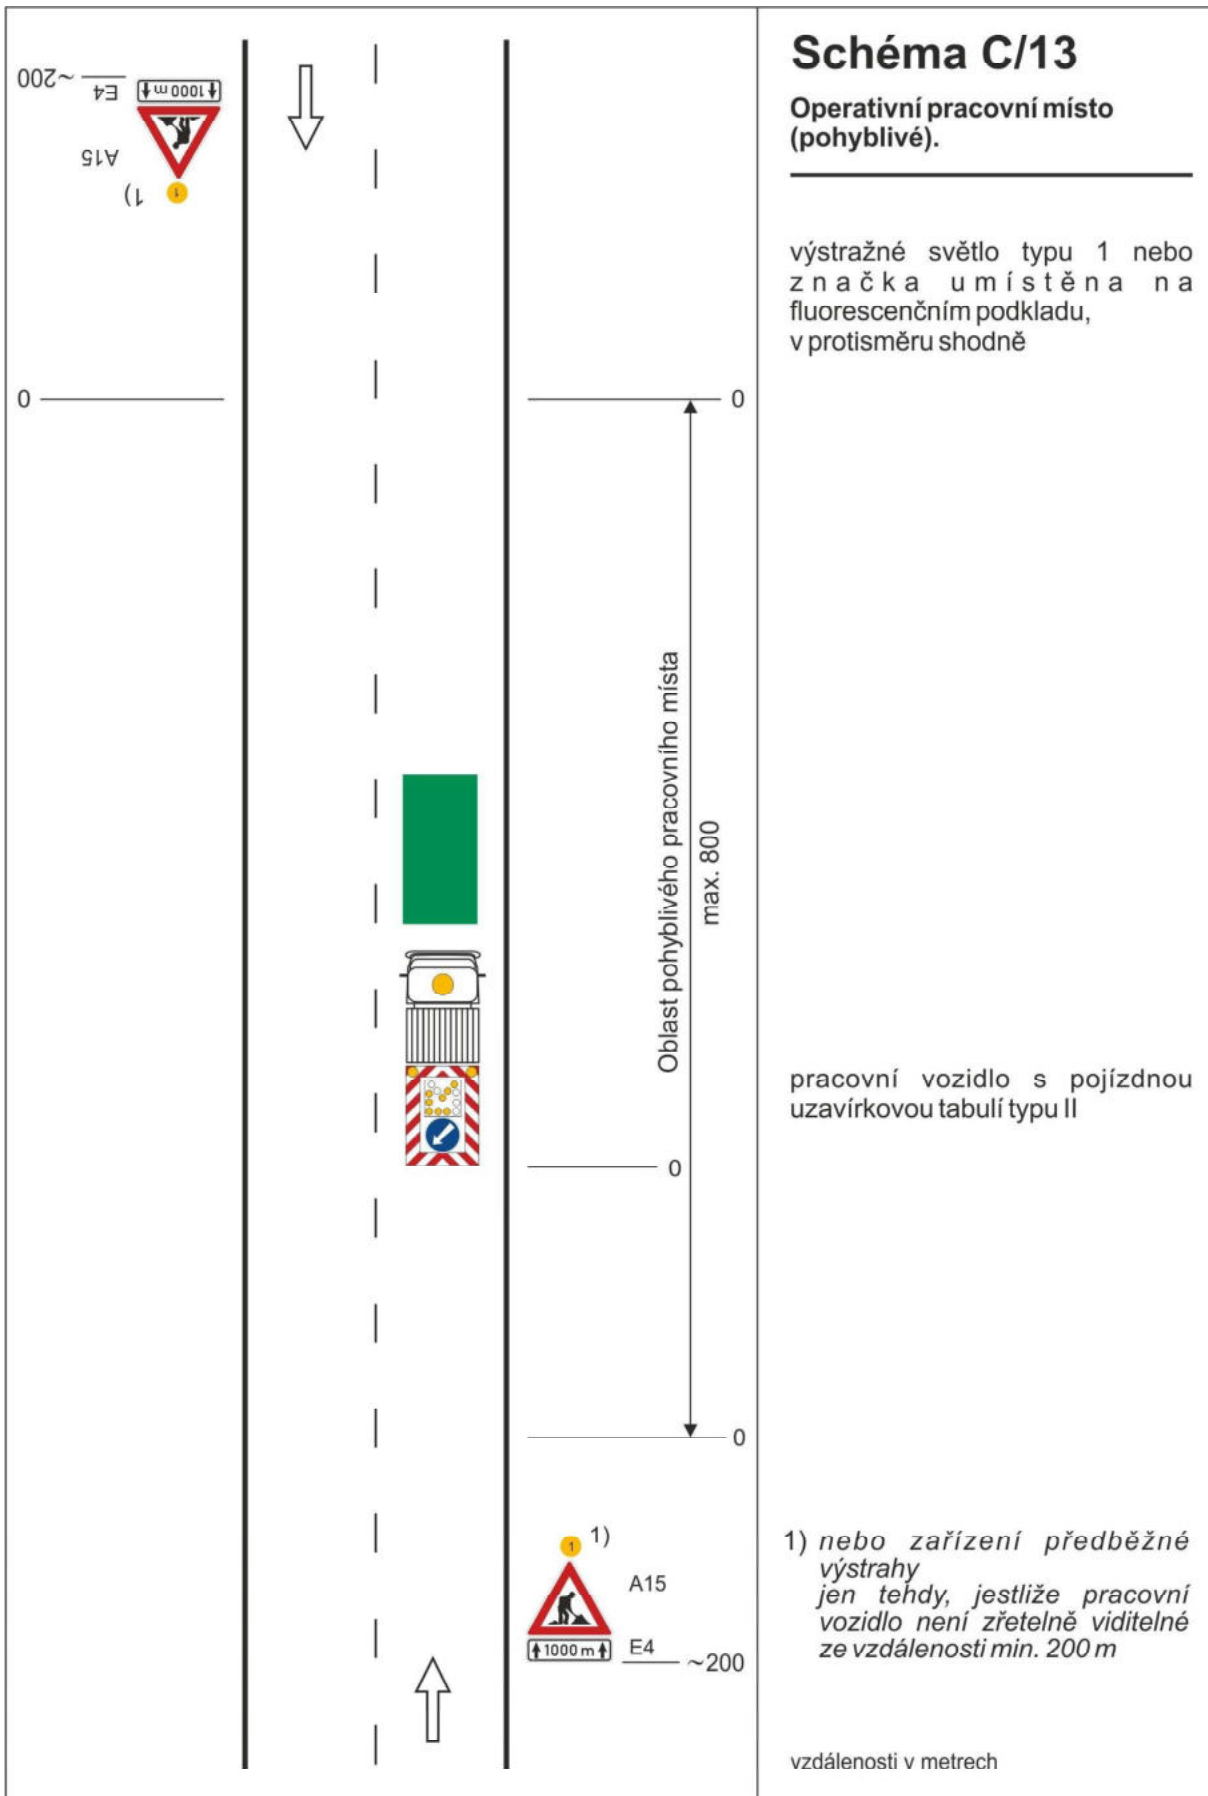 Schéma C/13
Operativní pracovní místo
(pohyblivé).
výstražné světlo typu 1 nebo
značka umístěna na
fluorescenčním podkladu,
v protisměru shodně
~200
E4
1000 m
A15
1)
1
0
0
Oblast pohyblivého pracovního místa
max. 800
pracovní vozidlo s pojízdnou
uzavírkovou tabulí typu II
0
0
1
1)
A15
1000 m
E4
~200
1) nebo zařízení předběžné
výstrahy
jen tehdy, jestliže pracovní
vozidlo není zřetelně viditelné
ze vzdálenosti min. 200 m
vzdálenosti v metrech